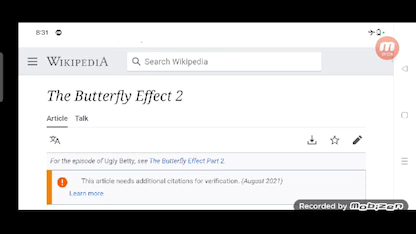 8:31
WIKIPEDIA
Search Wikipedia
The Butterfly Effect 2
Article Talk
For the episode of Ugly Betty, see The Butterfly Effect Part 2.
This article needs additional citations for verification. (August 2021)
Learn more
Recorded by Mobizen